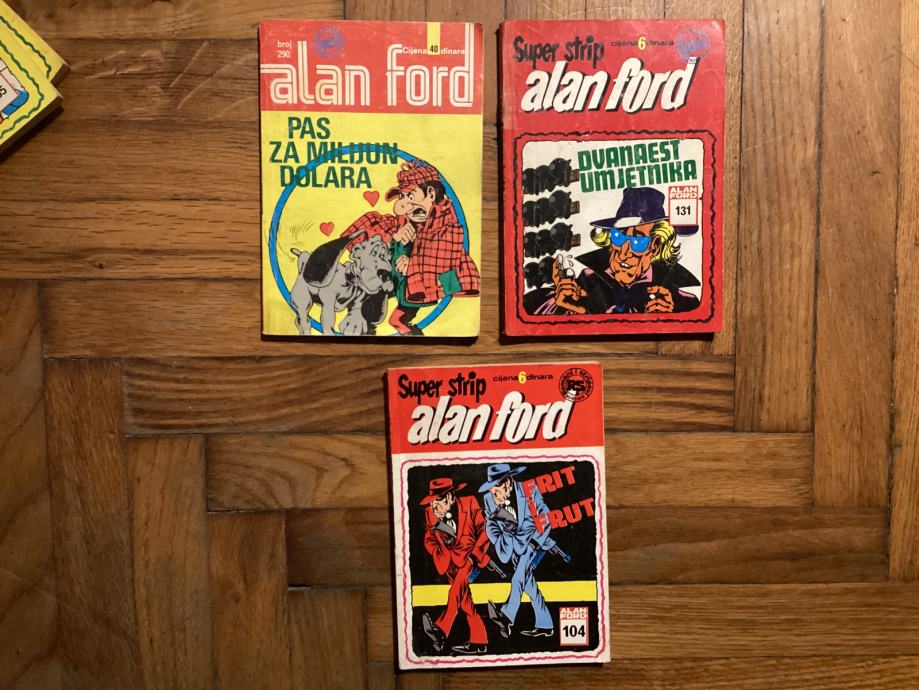 broj
290
Cijena 40 dinara
alan ford
PAS
ZA MILIJUN
DOLARA
Super strip
cijena 6 dinara
alan ford
DVANAEST
UMJETNIKA
ALAN
FORD
131
Super strip
cijena 6 dinara
RS
alan ford
FRIT
I
FRUT
ALAN
FORD
104